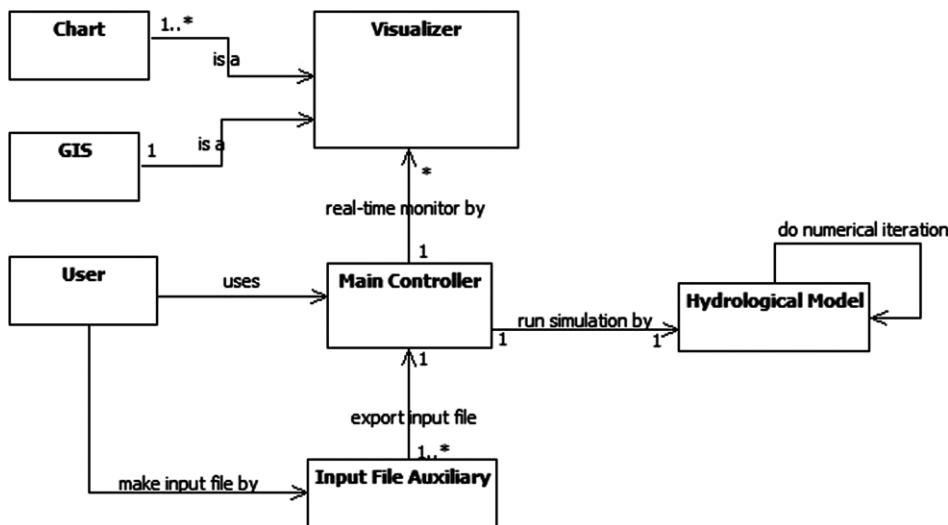 Chart
1..*
is a
Visualizer
GIS
1
is a
*
real-time monitor by
1
do numerical iteration
User
uses
Main Controller
Hydrological Model
run simulation by
1
1
1
export input file
1..*
make input file by
Input File Auxiliary